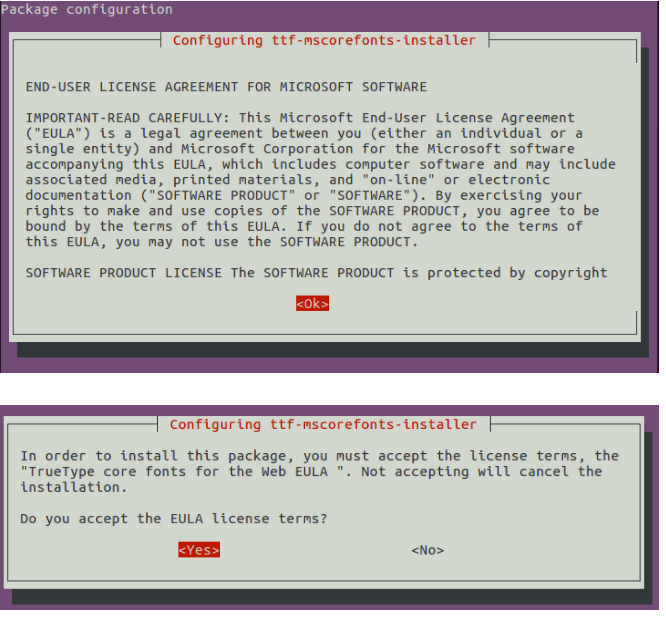 Package configuration
Configuring ttf-mscorefonts-installer
END-USER LICENSE AGREEMENT FOR MICROSOFT SOFTWARE
IMPORTANT-READ CAREFULLY: This Microsoft End-User License Agreement
("EULA") is a legal agreement between you (either an individual or a
single entity) and Microsoft Corporation for the Microsoft software
accompanying this EULA, which includes computer software and may include
associated media, printed materials, and "on-line" or electronic
documentation ("SOFTWARE PRODUCT" or "SOFTWARE"). By exercising your
rights to make and use copies of the SOFTWARE PRODUCT, you agree to be
bound by the terms of this EULA. If you do not agree to the terms of
this EULA, you may not use the SOFTWARE PRODUCT.
SOFTWARE PRODUCT LICENSE The SOFTWARE PRODUCT is protected by copyright
<Ok>
Configuring ttf-mscorefonts-installer
In order to install this package, you must accept the license terms, the
"TrueType core fonts for the Web EULA ". Not accepting will cancel the
installation.
Do you accept the EULA license terms?
<Yes> <No>